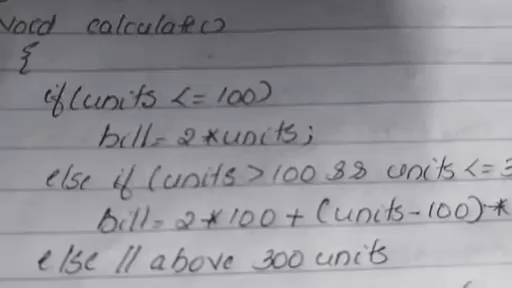 void calculate()
{
if(units <= 100)
bill= 2*units;
else if (units > 100 && units <=
bill= 2*100 + (units-100)*
else // above 300 units